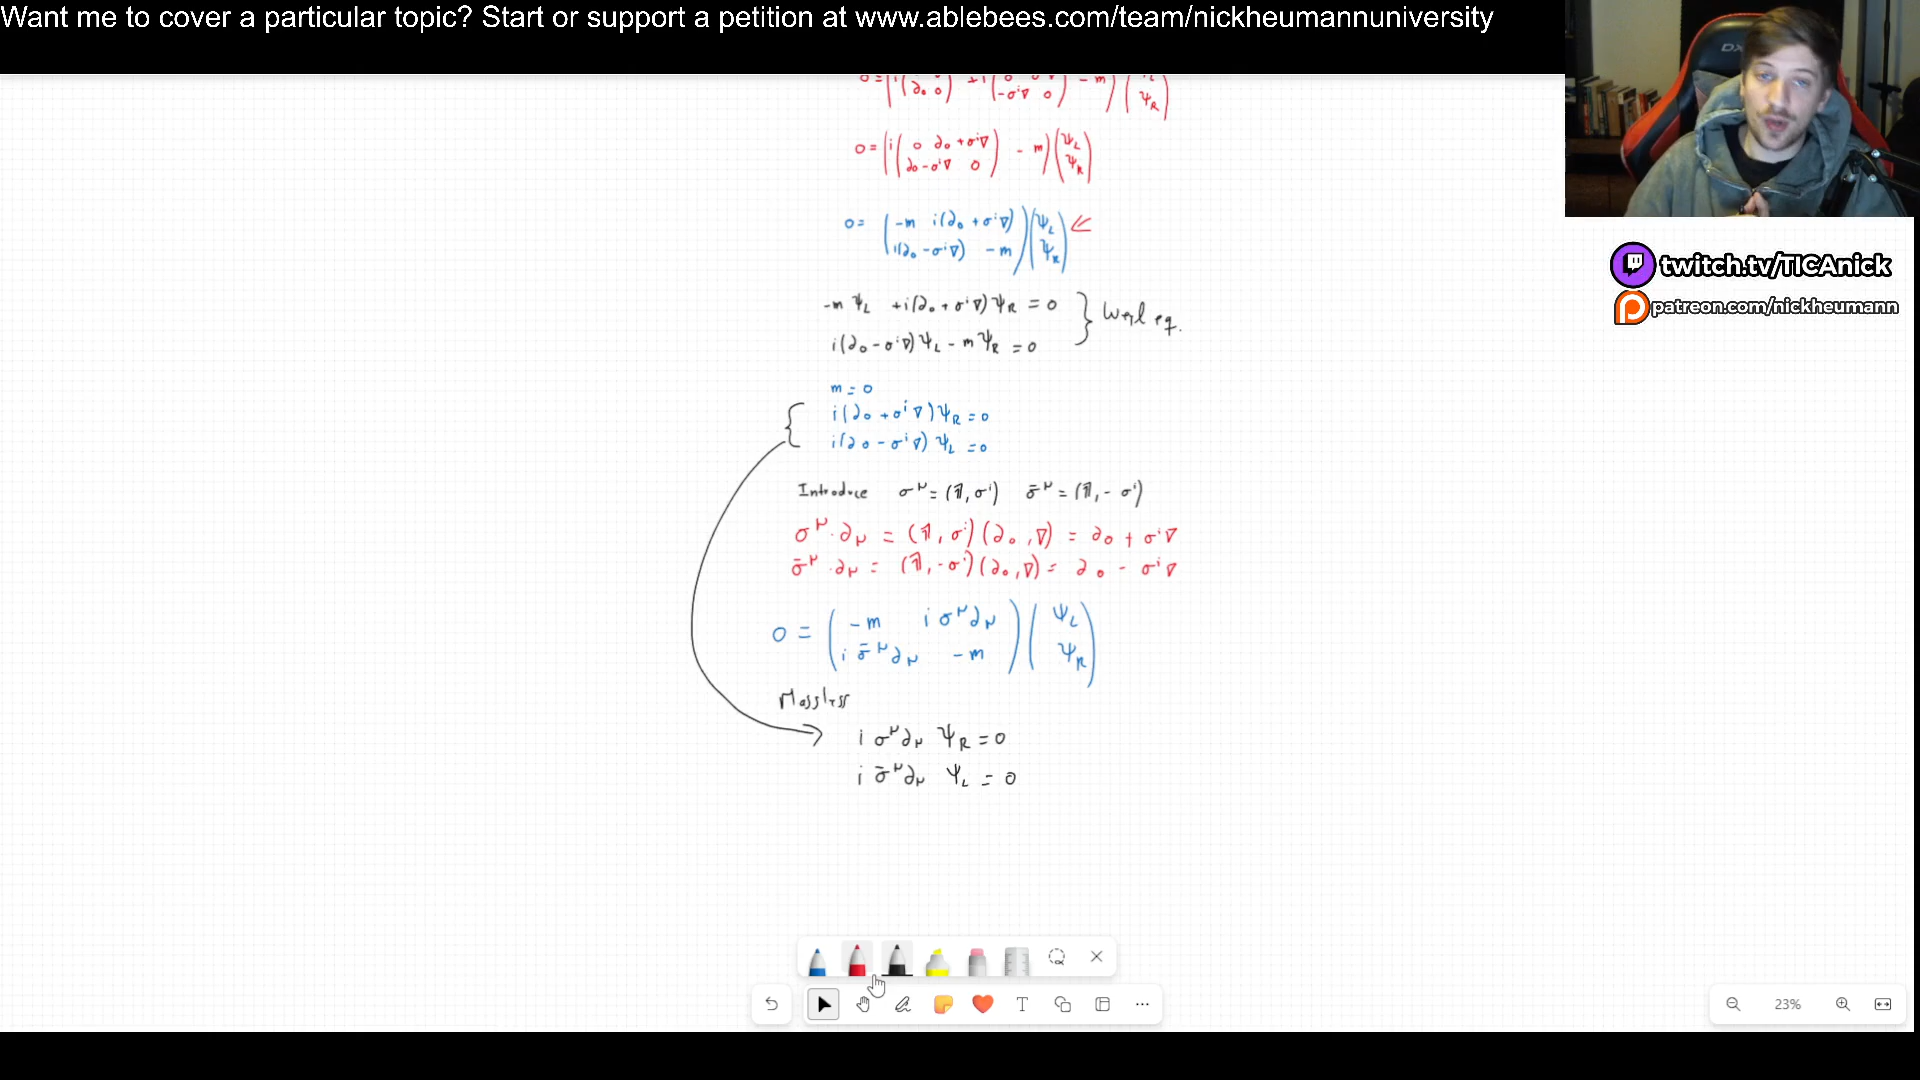 Want me to cover a particular topic? Start or support a petition at www.ablebees.com/team/nickheumannuniversity
DX
twitch.tv/TICAnick
patreon.com/nickheumann
0 = (i(0 ∂₀+σⁱ∇ ; ∂₀-σⁱ∇ 0) - m)(Ψ_L ; Ψ_R)
0 = (-m i(∂₀+σⁱ∇) ; i(∂₀-σⁱ∇) -m)(Ψ_L ; Ψ_R)
-m Ψ_L + i(∂₀+σⁱ∇)Ψ_R = 0
i(∂₀-σⁱ∇)Ψ_L - mΨ_R = 0
} Weyl eq.
m = 0
i(∂₀+σⁱ∇)Ψ_R = 0
i(∂₀-σⁱ∇)Ψ_L = 0
Introduce σ^μ = (𝟙, σⁱ) σ̄^μ = (𝟙, -σⁱ)
σ^μ·∂_μ = (𝟙, σⁱ)(∂₀, ∇) = ∂₀ + σⁱ∇
σ̄^μ·∂_μ = (𝟙, -σⁱ)(∂₀, ∇) = ∂₀ - σⁱ∇
0 = (-m iσ^μ∂_μ ; iσ̄^μ∂_μ -m)(Ψ_L ; Ψ_R)
Massless
i σ^μ∂_μ Ψ_R = 0
i σ̄^μ∂_μ Ψ_L = 0
T
23%